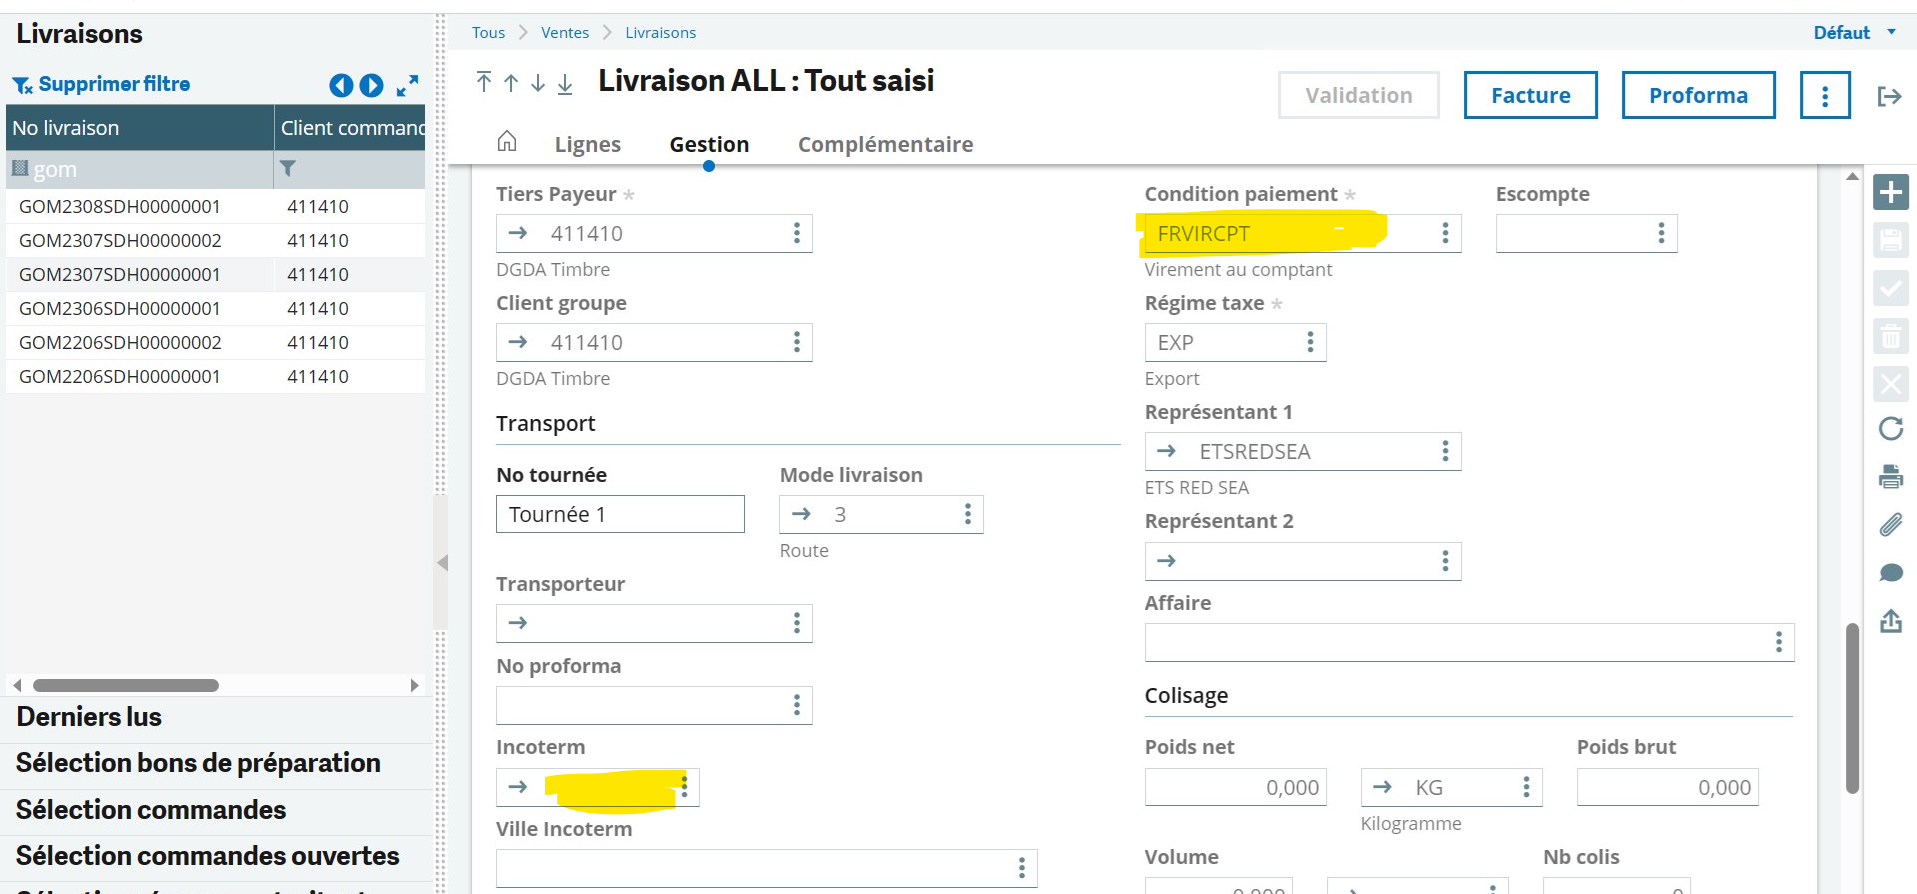 Livraisons
Supprimer filtre
No livraison
Client command
gom
GOM2308SDH00000001 411410
GOM2307SDH00000002 411410
GOM2307SDH00000001 411410
GOM2306SDH00000001 411410
GOM2206SDH00000002 411410
GOM2206SDH00000001 411410
Derniers lus
Sélection bons de préparation
Sélection commandes
Sélection commandes ouvertes
Tous
Ventes
Livraisons
Défaut
Livraison ALL : Tout saisi
Validation
Facture
Proforma
Lignes
Gestion
Complémentaire
Tiers Payeur *
411410
DGDA Timbre
Client groupe
411410
DGDA Timbre
Transport
No tournée
Tournée 1
Mode livraison
3
Route
Transporteur
No proforma
Incoterm
Ville Incoterm
Condition paiement *
FRVIRCPT
Virement au comptant
Escompte
Régime taxe *
EXP
Export
Représentant 1
ETSREDSEA
ETS RED SEA
Représentant 2
Affaire
Colisage
Poids net
0,000
KG
Kilogramme
Poids brut
0,000
Volume
0,000
Nb colis
0